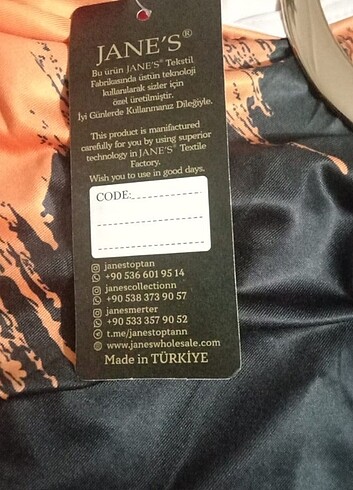 JANE'S®
Bu ürün JANE'S® Tekstil
Fabrikasında üstün teknoloji
kullanılarak sizler için
özel üretilmiştir.
İyi Günlerde Kullanmanız Dileğiyle.
This product is manifactured
carefully for you by using superior
technology in JANE'S® Textile
Factory.
Wish you to use in good days.
CODE:
janestoptan
+90 536 601 95 14
janescollectionn
+90 538 373 90 57
janesmerter
+90 533 357 90 52
t.me/janestoptann
www.janeswholesale.com
Made in TÜRKİYE